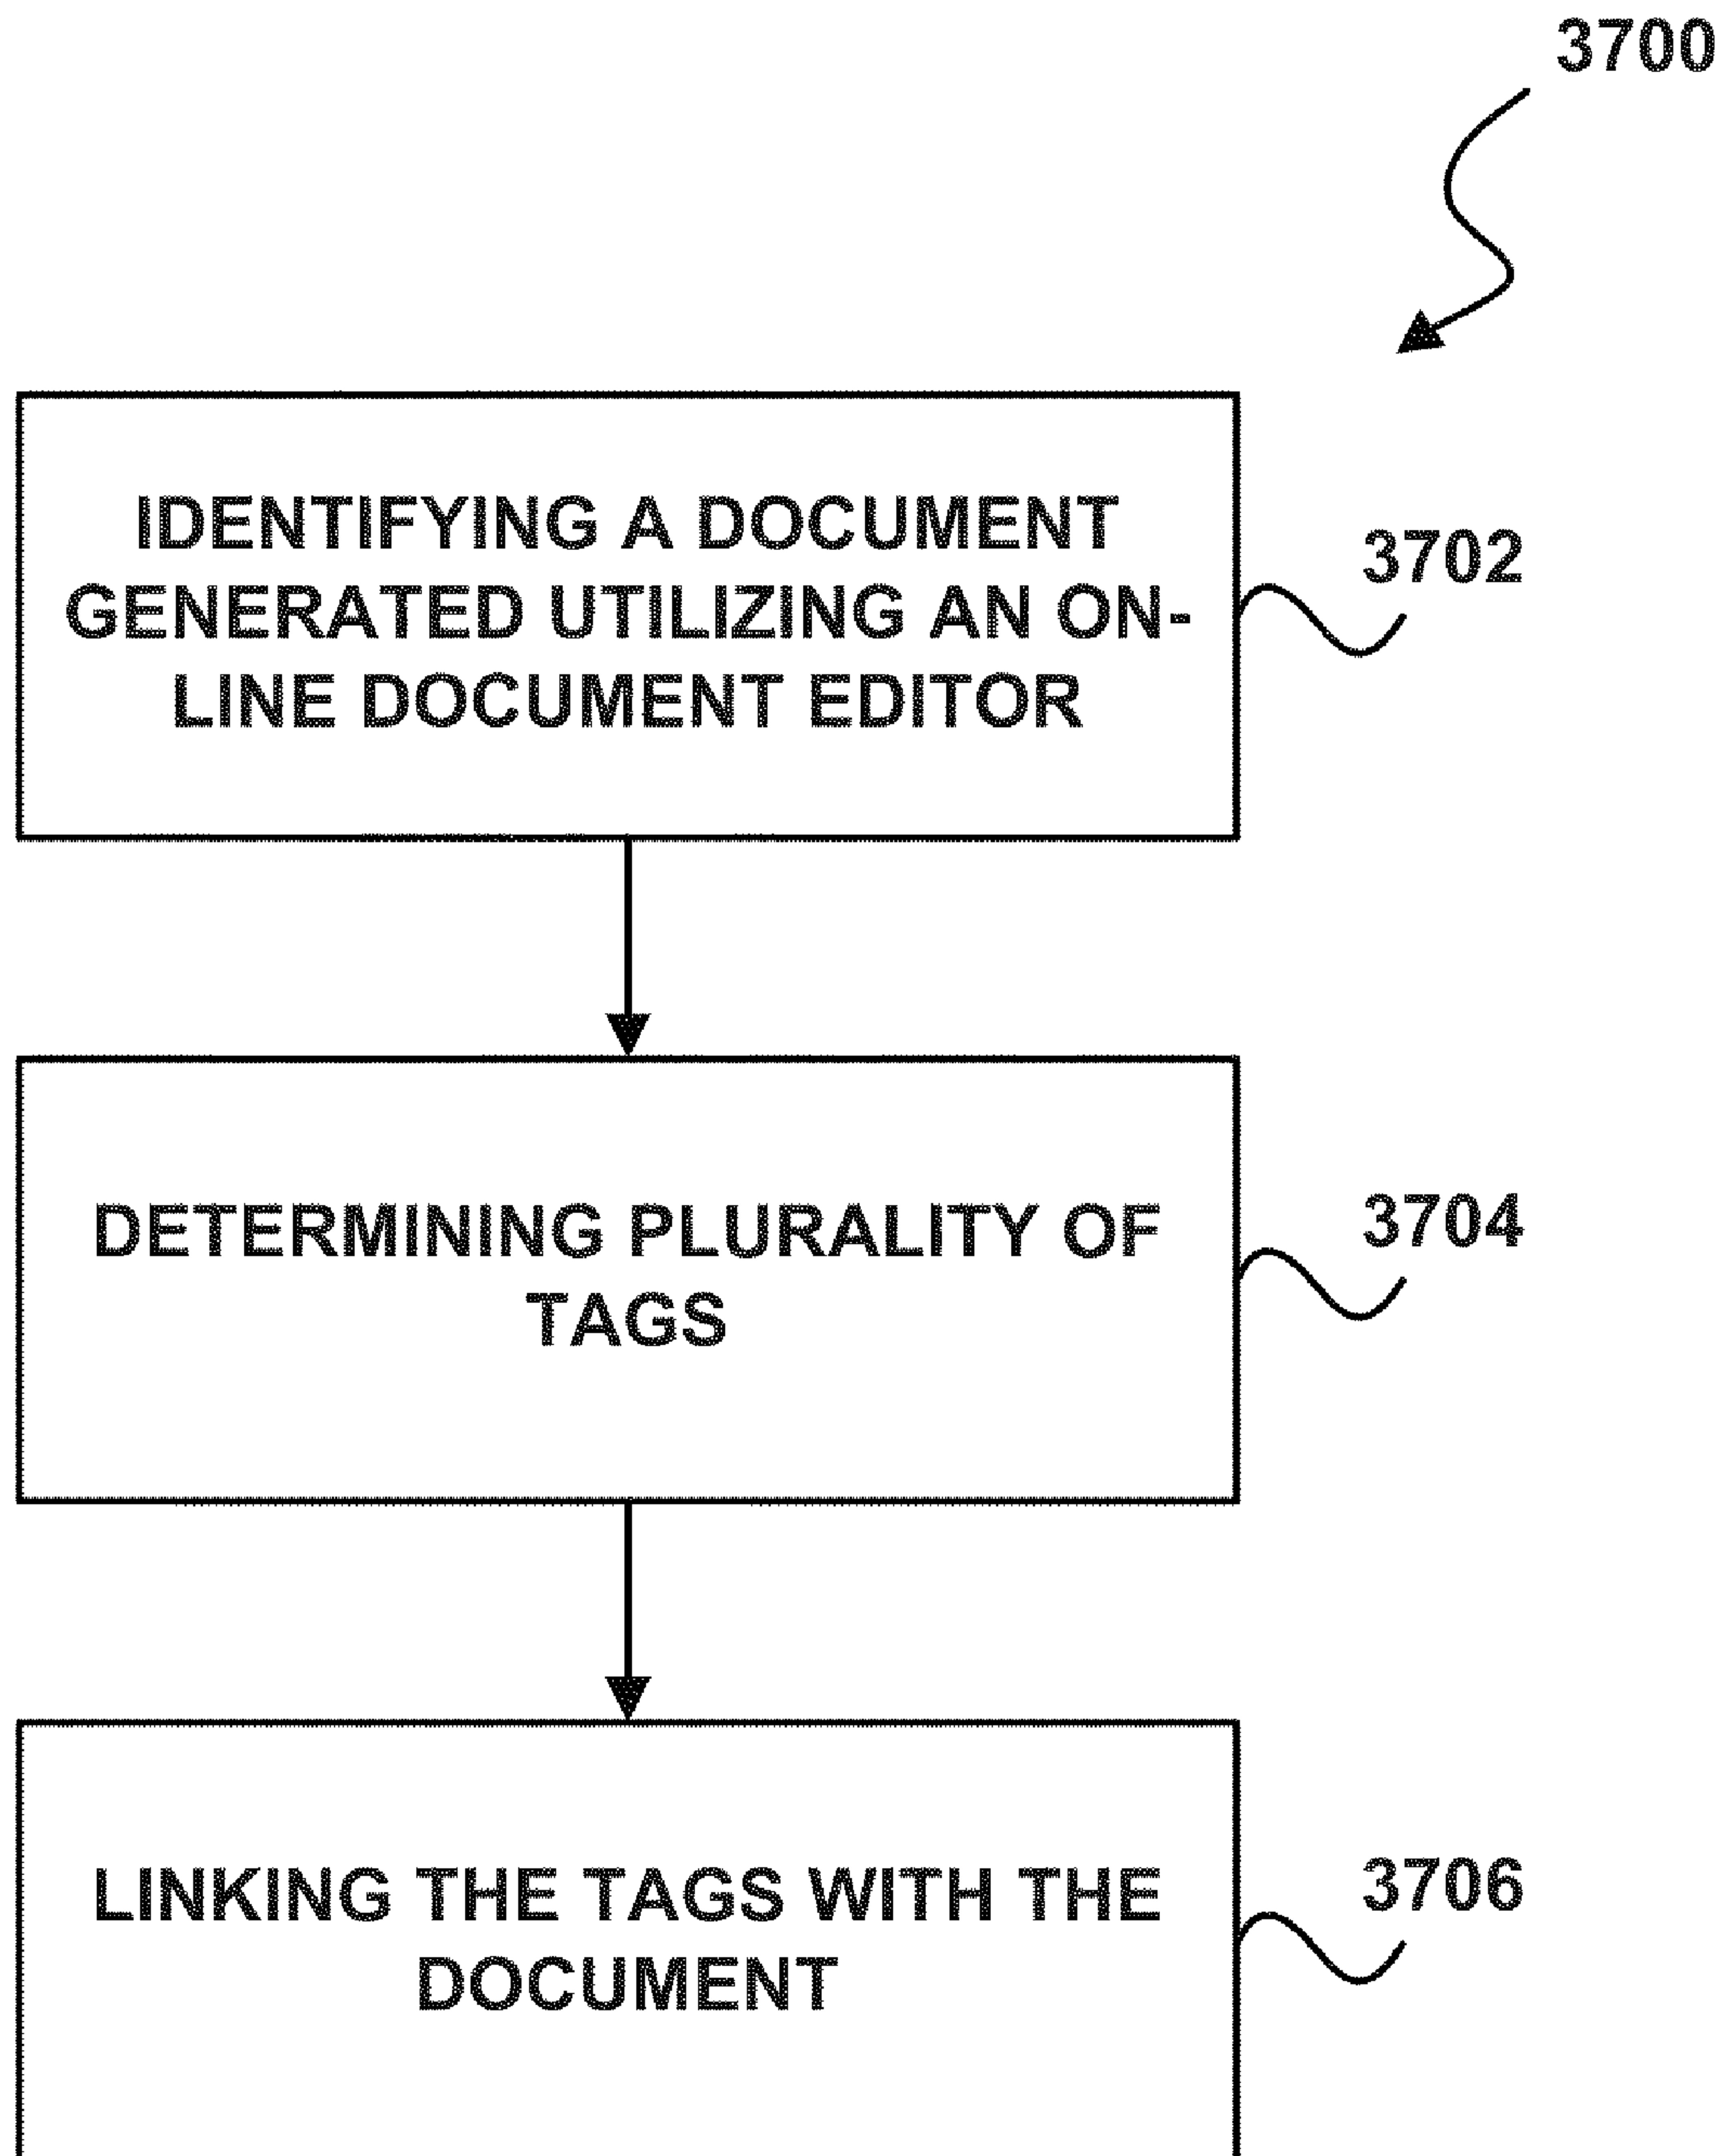 3700
IDENTIFYING A DOCUMENT
GENERATED UTILIZING AN ON-
LINE DOCUMENT EDITOR
3702
DETERMINING PLURALITY OF
TAGS
3704
LINKING THE TAGS WITH THE
DOCUMENT
3706